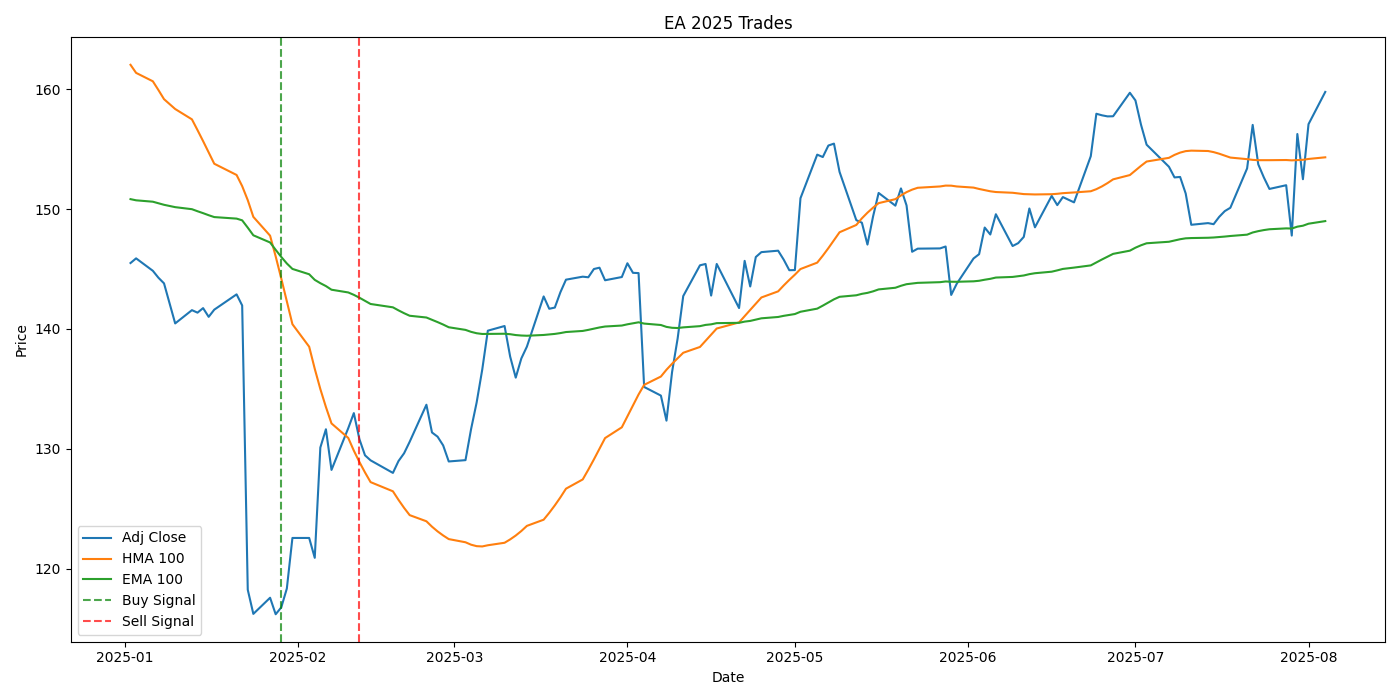 EA 2025 Trades
Price
160
150
140
130
120
Adj Close
HMA 100
EMA 100
Buy Signal
Sell Signal
2025-01 2025-02 2025-03 2025-04 2025-05 2025-06 2025-07 2025-08
Date